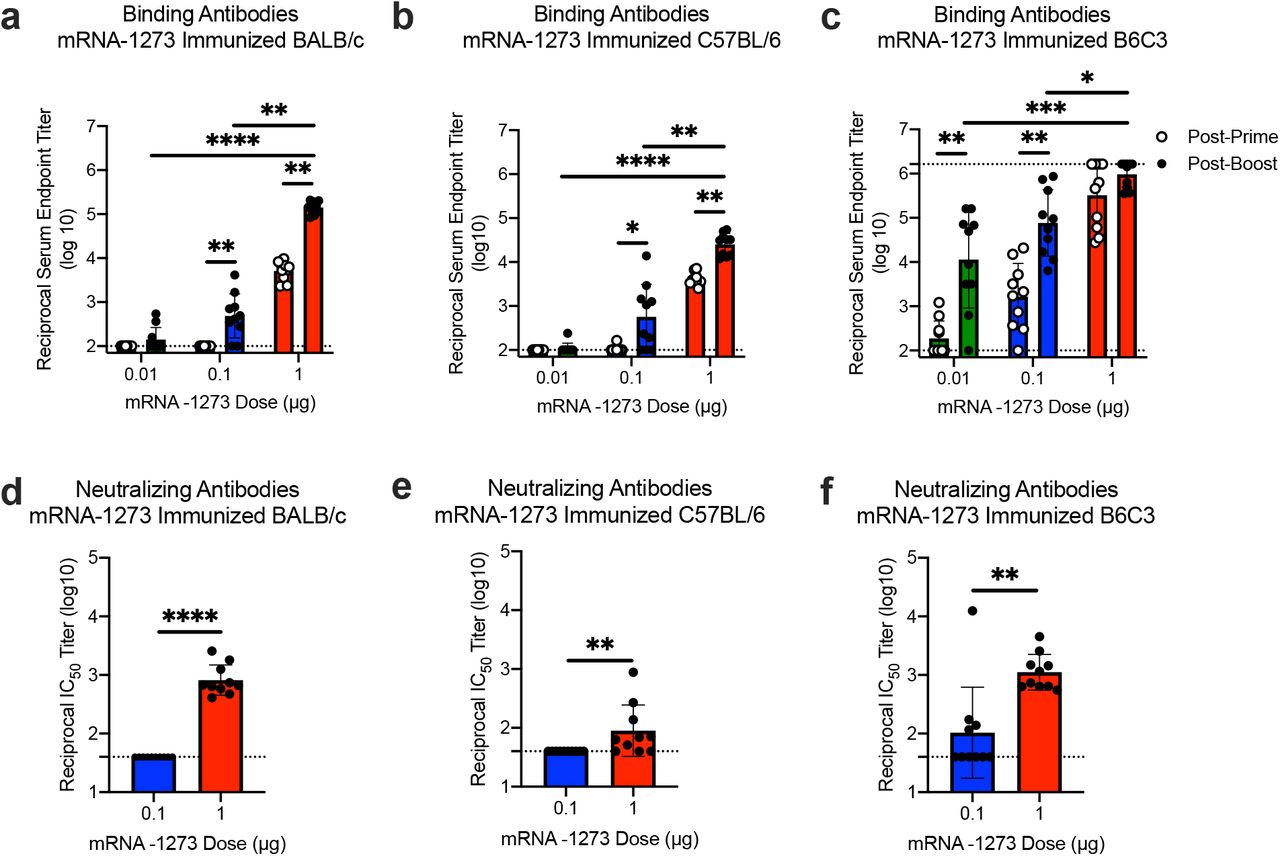 a
Binding Antibodies
mRNA-1273 Immunized BALB/c
Reciprocal Serum Endpoint Titer
(log 10)
7
6
5
4
3
2
**
****
**
**
0.01
0.1
1
mRNA -1273 Dose (µg)
b
Binding Antibodies
mRNA-1273 Immunized C57BL/6
Reciprocal Serum Endpoint Titer
(log10)
7
6
5
4
3
2
**
****
**
*
0.01
0.1
1
mRNA -1273 Dose (µg)
c
Binding Antibodies
mRNA-1273 Immunized B6C3
Reciprocal Serum Endpoint Titer
(log 10)
7
6
5
4
3
2
*
***
**
**
0.01
0.1
1
mRNA -1273 Dose (µg)
Post-Prime
Post-Boost
d
Neutralizing Antibodies
mRNA-1273 Immunized BALB/c
Reciprocal IC50 Titer (log10)
5
4
3
2
1
****
0.1
1
mRNA -1273 Dose (µg)
e
Neutralizing Antibodies
mRNA-1273 Immunized C57BL/6
Reciprocal IC50 Titer (log10)
5
4
3
2
1
**
0.1
1
mRNA -1273 Dose (µg)
f
Neutralizing Antibodies
mRNA-1273 Immunized B6C3
Reciprocal IC50 Titer (log10)
5
4
3
2
1
**
0.1
1
mRNA -1273 Dose (µg)